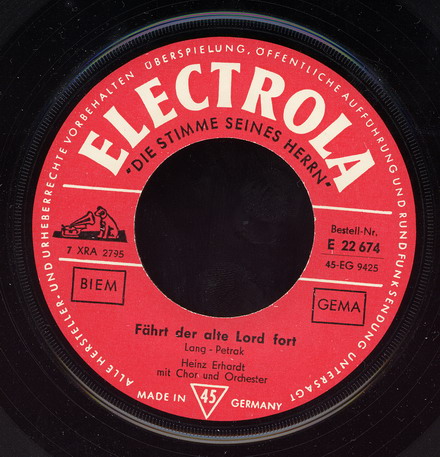 ALLE HERSTELLER- UND URHEBERRECHTE VORBEHALTEN ÜBERSPIELUNG, ÖFFENTLICHE AUFFÜHRUNG UND RUNDFUNKSENDUNG UNTERSAGT
ELECTROLA
"DIE STIMME SEINES HERRN"
7 XRA 2795
BIEM
Bestell-Nr.
E 22 674
45-EG 9425
GEMA
Fährt der alte Lord fort
Lang - Petrak
Heinz Erhardt
mit Chor und Orchester
MADE IN 45 GERMANY